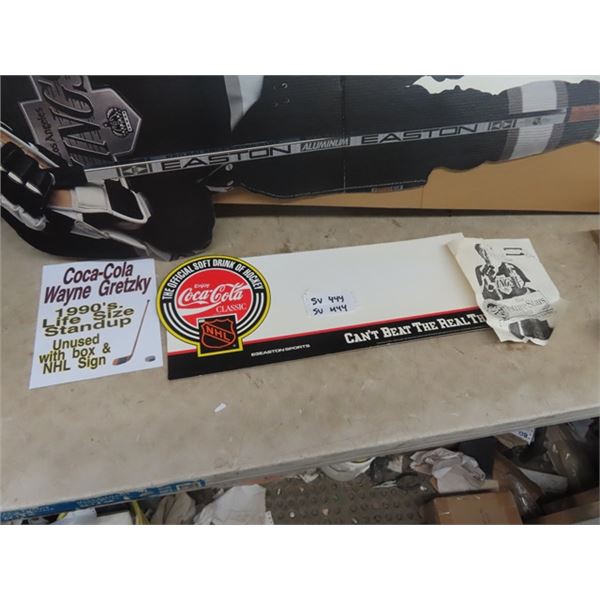 Los Angeles
KINGS
EASTON ALUMINUM EASTON
Coca-Cola
Wayne Gretzky
1990's.
Life Size
Standup
Unused
with box &
NHL Sign
THE OFFICIAL SOFT DRINK OF HOCKEY
Enjoy
Coca-Cola
CLASSIC
NHL
SV 444
SV M44
EASTON SPORTS
CAN'T BEAT THE REAL TH